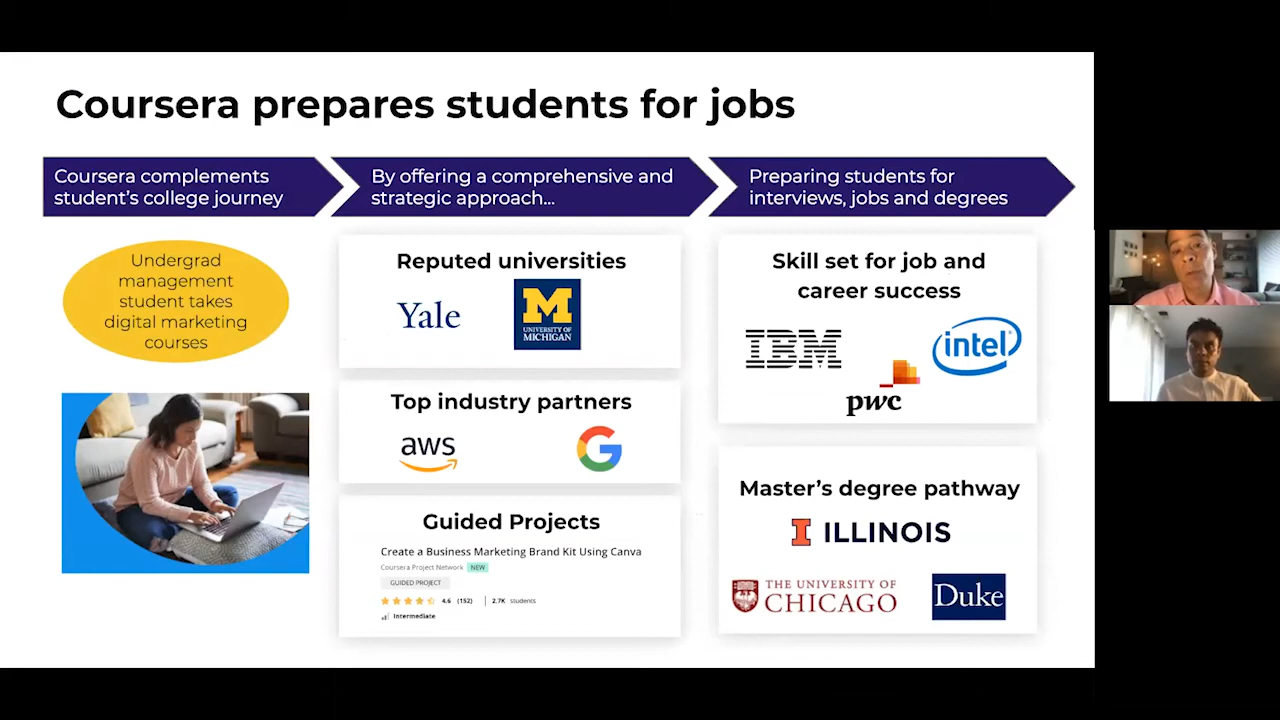 Coursera prepares students for jobs
Coursera complements
student’s college journey
By offering a comprehensive and
strategic approach...
Preparing students for
interviews, jobs and degrees
Undergrad
management
student takes
digital marketing
courses
Reputed universities
Yale
M
UNIVERSITY OF
MICHIGAN
Top industry partners
aws
G
Guided Projects
Create a Business Marketing Brand Kit Using Canva
Coursera Project Network NEW
GUIDED PROJECT
4.6 (152) | 2.7K students
Intermediate
Skill set for job and
career success
IBM
intel
pwc
Master’s degree pathway
I ILLINOIS
THE UNIVERSITY OF
CHICAGO
Duke